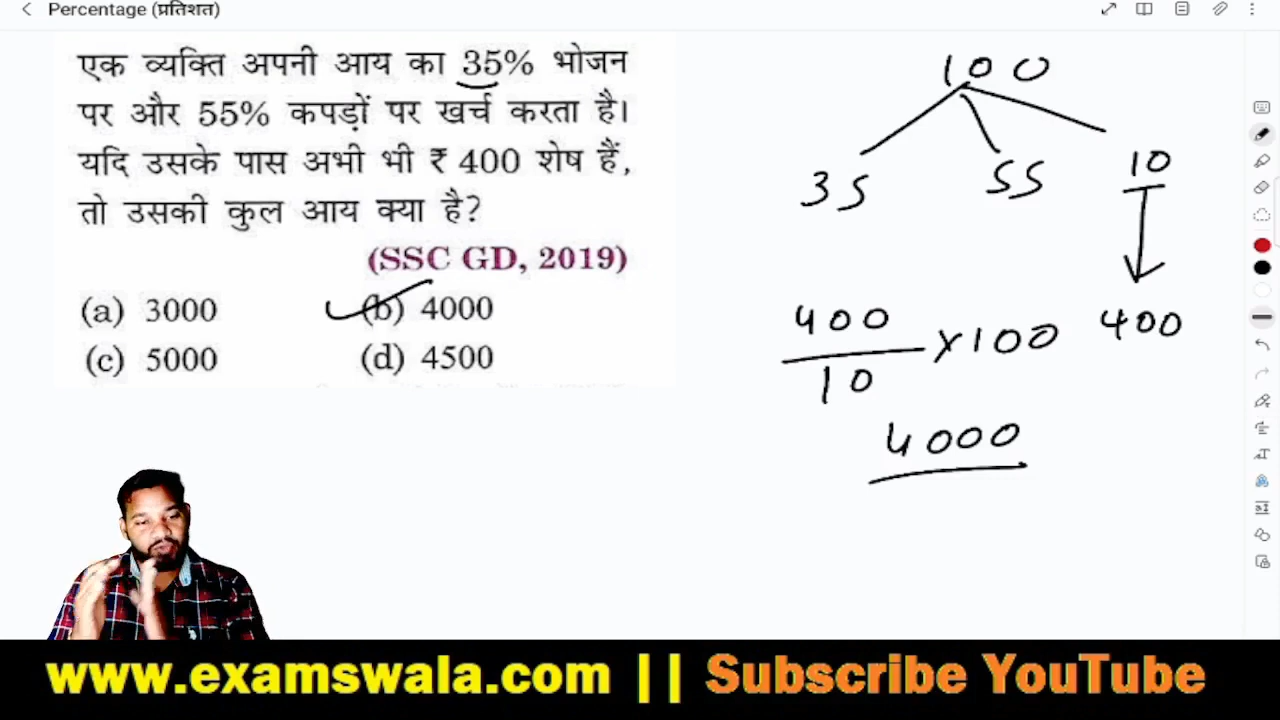 Percentage (प्रतिशत)
एक व्यक्ति अपनी आय का 35% भोजन
पर और 55% कपड़ों पर खर्च करता है।
यदि उसके पास अभी भी ₹ 400 शेष हैं,
तो उसकी कुल आय क्या है?
(SSC GD, 2019)
(a) 3000 (b) 4000
(c) 5000 (d) 4500
100
35 55 10
400
400
10
×100
4000
www.examswala.com || Subscribe YouTube